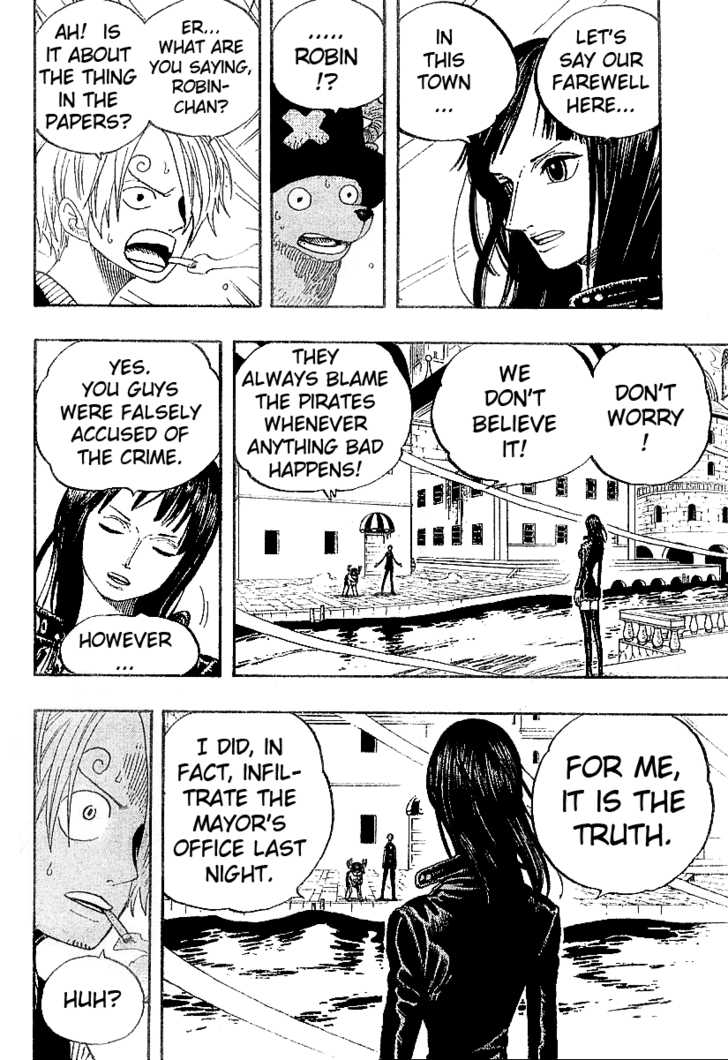 LET'S
SAY OUR
FAREWELL
HERE...
IN
THIS
TOWN
...
.....
ROBIN
!?
ER...
WHAT ARE
YOU SAYING,
ROBIN-
CHAN?
AH! IS
IT ABOUT
THE THING
IN THE
PAPERS?
DON'T
WORRY
!
WE
DON'T
BELIEVE
IT!
THEY
ALWAYS BLAME
THE PIRATES
WHENEVER
ANYTHING BAD
HAPPENS!
YES.
YOU GUYS
WERE FALSELY
ACCUSED OF
THE CRIME.
HOWEVER
...
FOR ME,
IT IS THE
TRUTH.
I DID, IN
FACT, INFIL-
TRATE THE
MAYOR'S
OFFICE LAST
NIGHT.
HUH?